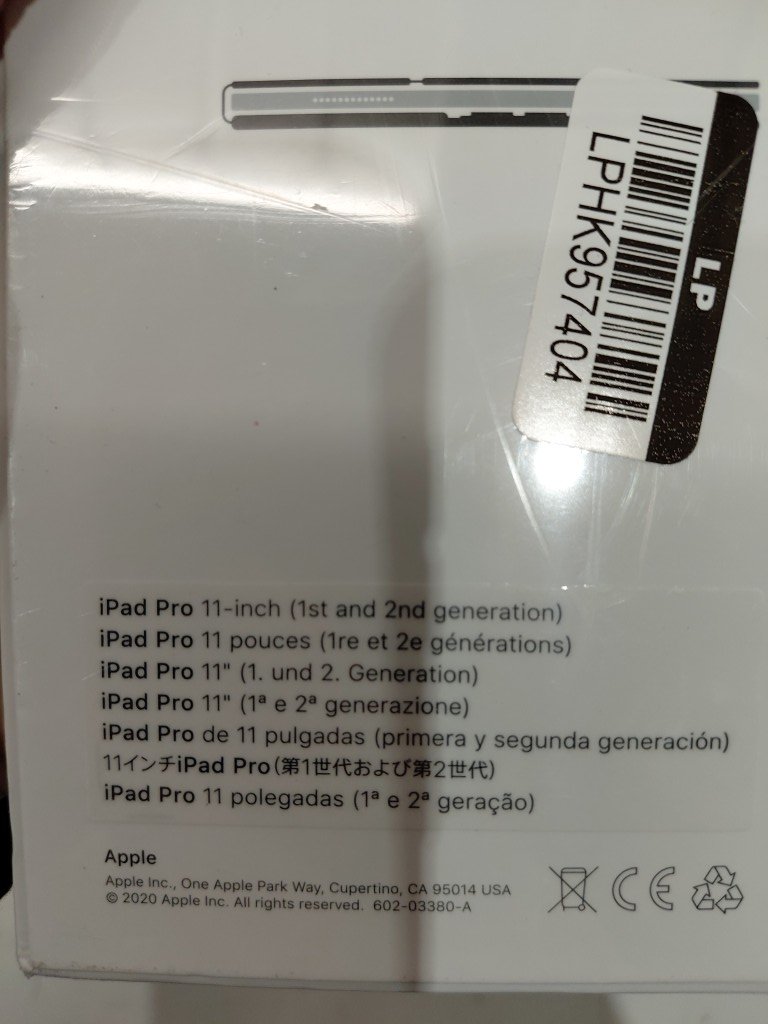 LP
LPHK957404
iPad Pro 11-inch (1st and 2nd generation)
iPad Pro 11 pouces (1re et 2e générations)
iPad Pro 11" (1. und 2. Generation)
iPad Pro 11" (1ª e 2ª generazione)
iPad Pro de 11 pulgadas (primera y segunda generación)
11インチiPad Pro(第1世代および第2世代)
iPad Pro 11 polegadas (1ª e 2ª geração)
Apple
Apple Inc., One Apple Park Way, Cupertino, CA 95014 USA
© 2020 Apple Inc. All rights reserved. 602-03380-A
CE